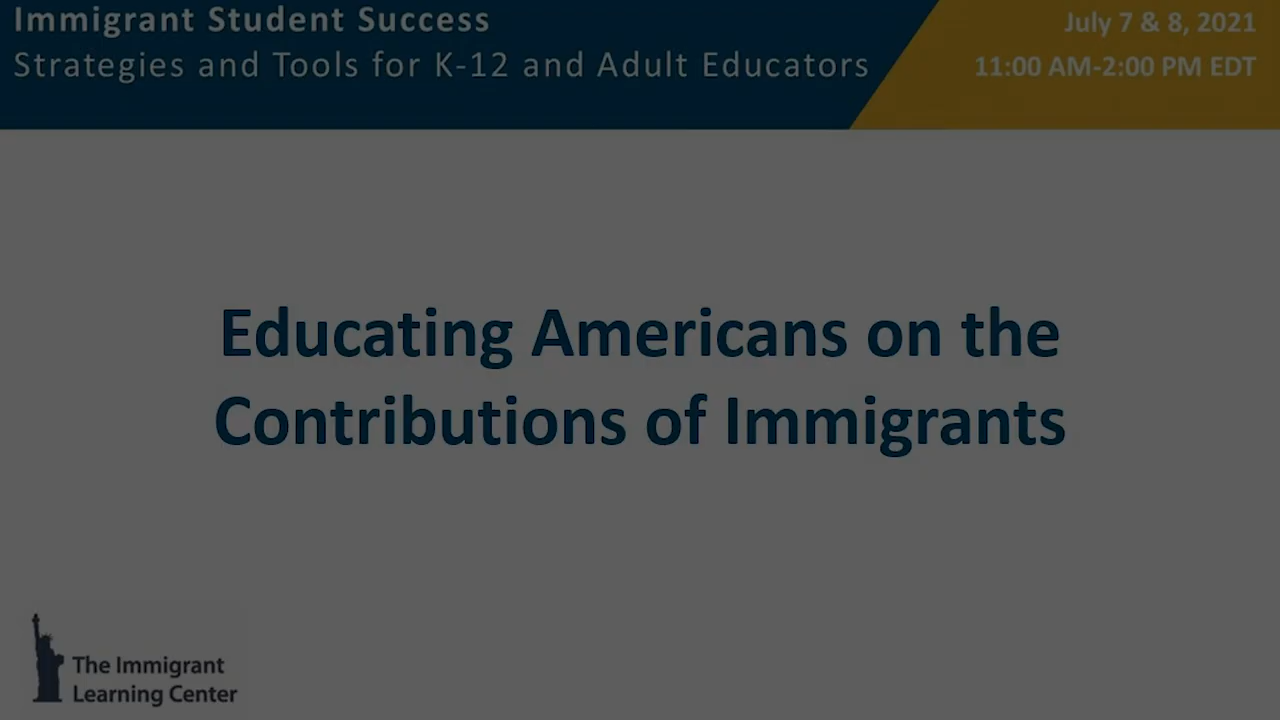 Immigrant Student Success
Strategies and Tools for K-12 and Adult Educators
July 7 & 8, 2021
11:00 AM-2:00 PM EDT
Educating Americans on the
Contributions of Immigrants
The Immigrant
Learning Center